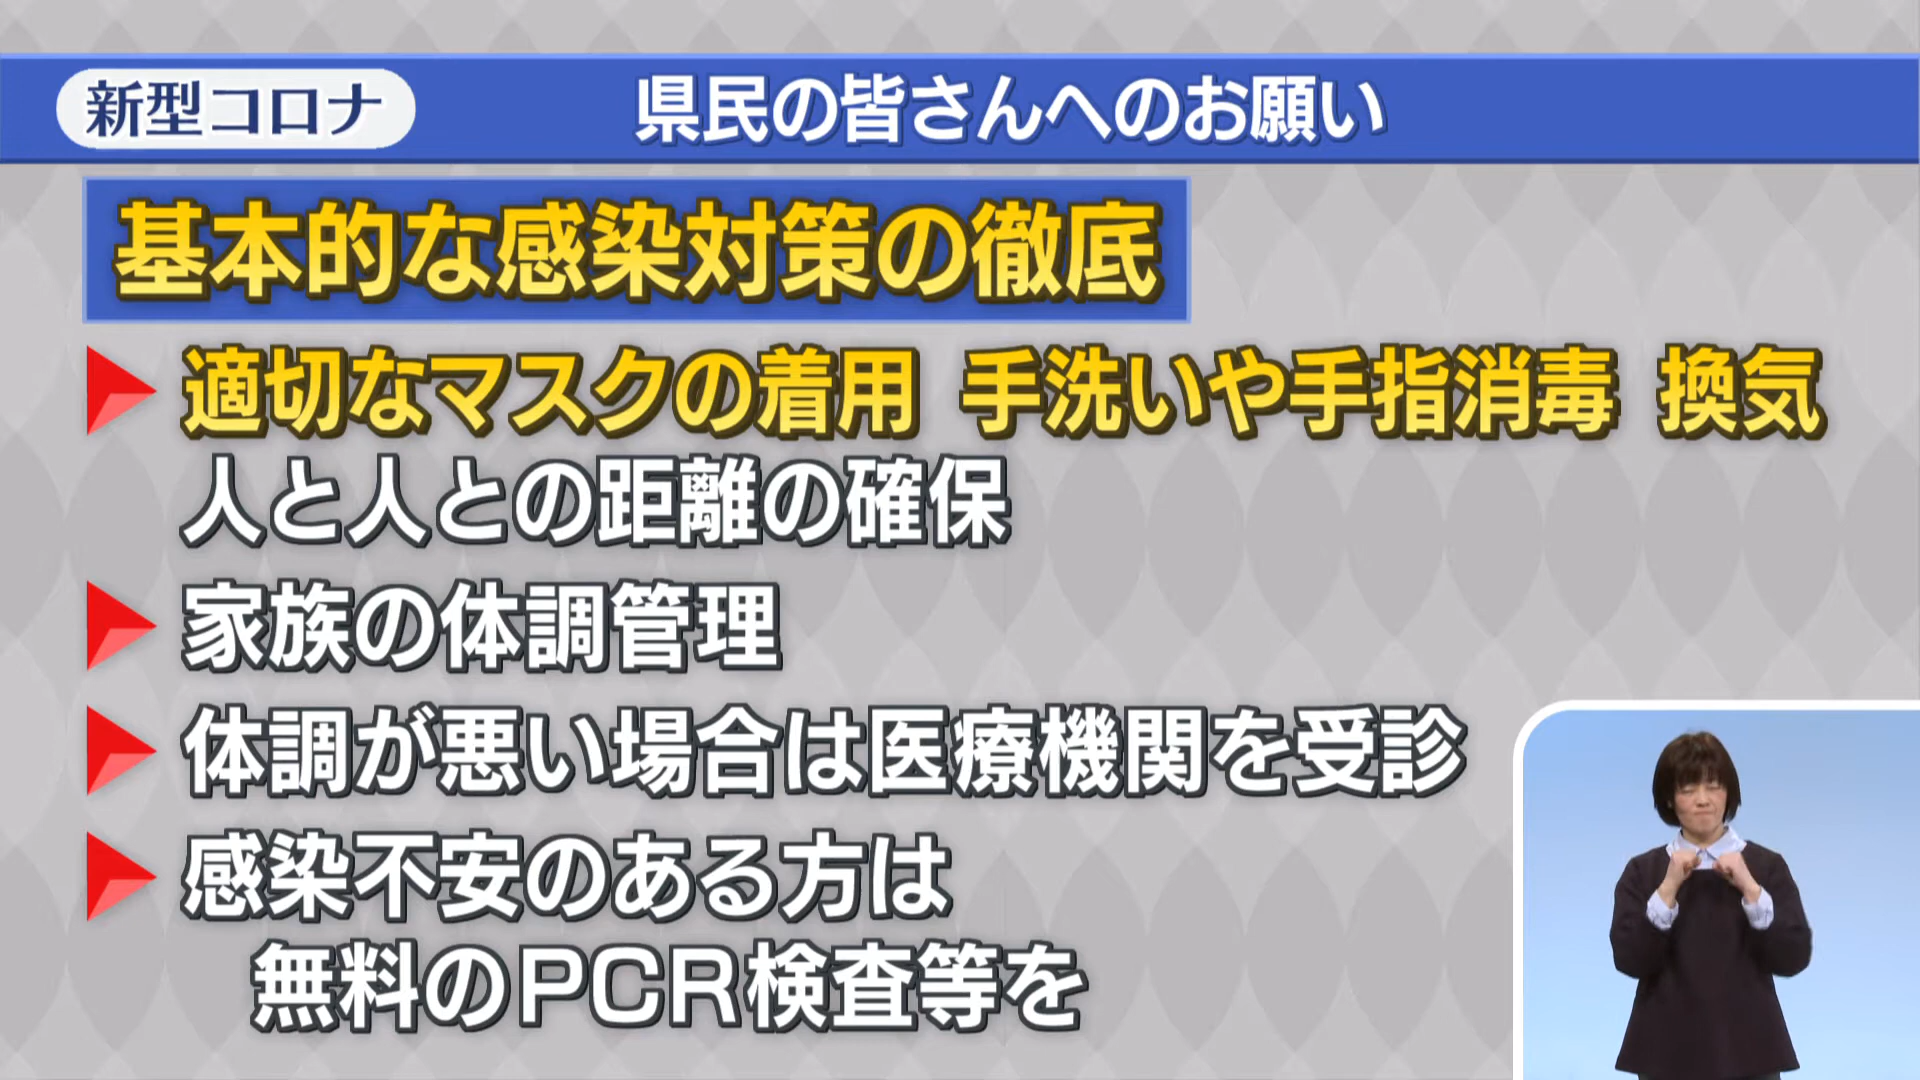 新型コロナ
県民の皆さんへのお願い
基本的な感染対策の徹底
適切なマスクの着用 手洗いや手指消毒 換気
人と人との距離の確保
家族の体調管理
体調が悪い場合は医療機関を受診
感染不安のある方は
無料のPCR検査等を